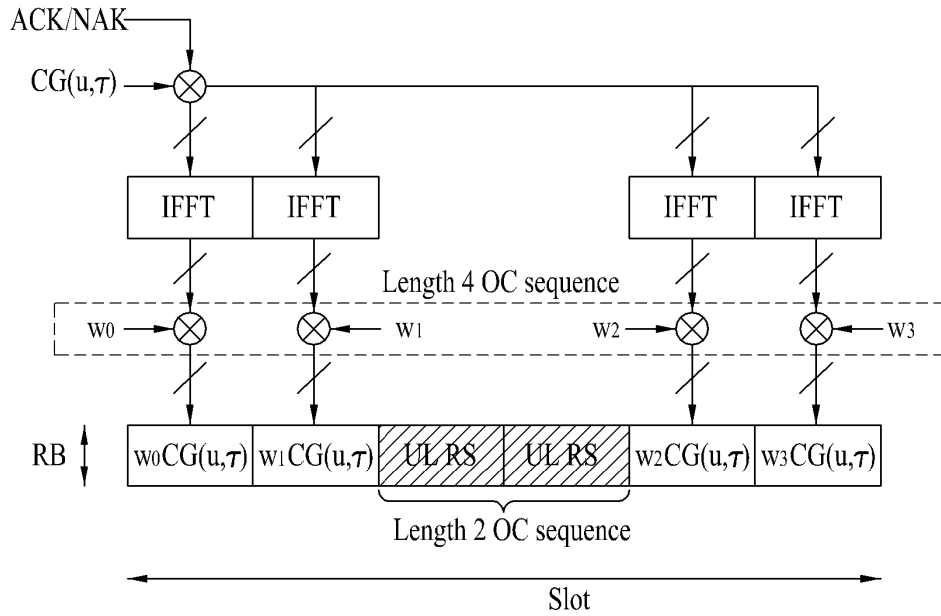 ACK/NAK
CG(u,τ)
IFFT IFFT IFFT IFFT
Length 4 OC sequence
W0 W1 W2 W3
RB
W0CG(u,τ) W1CG(u,τ) UL RS UL RS W2CG(u,τ) W3CG(u,τ)
Length 2 OC sequence
Slot